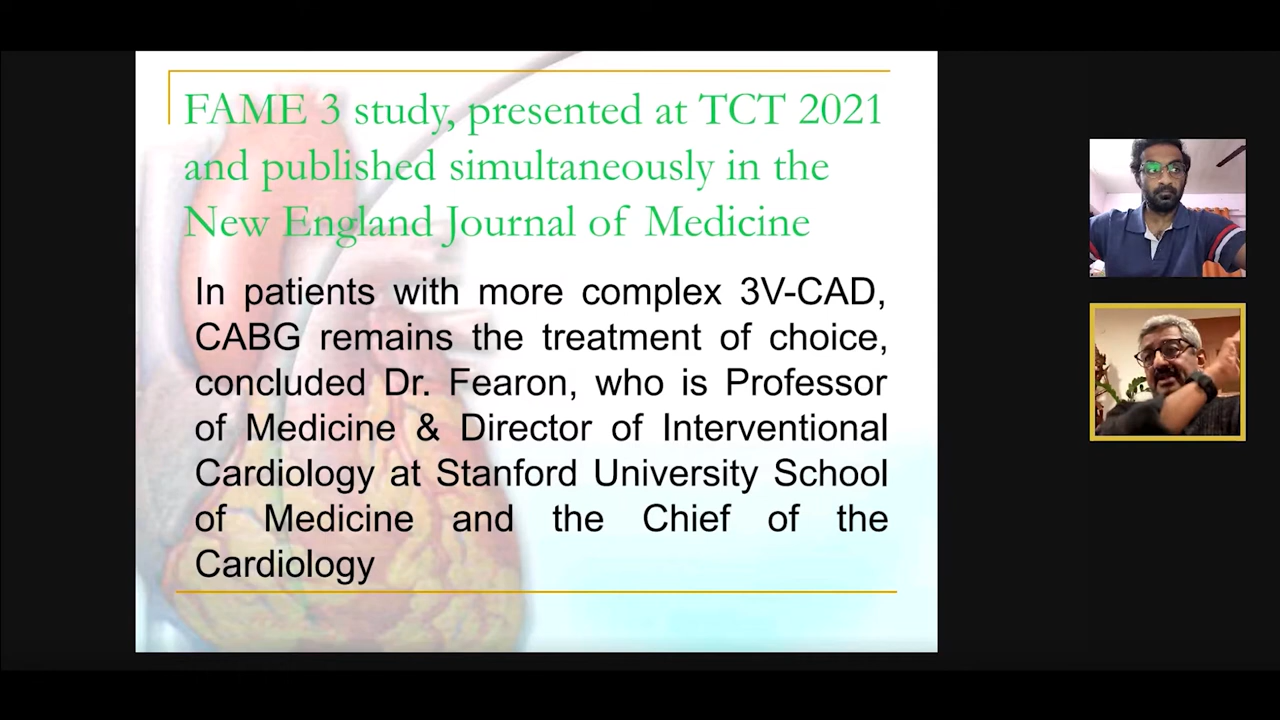 FAME 3 study, presented at TCT 2021
and published simultaneously in the
New England Journal of Medicine
In patients with more complex 3V-CAD,
CABG remains the treatment of choice,
concluded Dr. Fearon, who is Professor
of Medicine & Director of Interventional
Cardiology at Stanford University School
of Medicine and the Chief of the
Cardiology